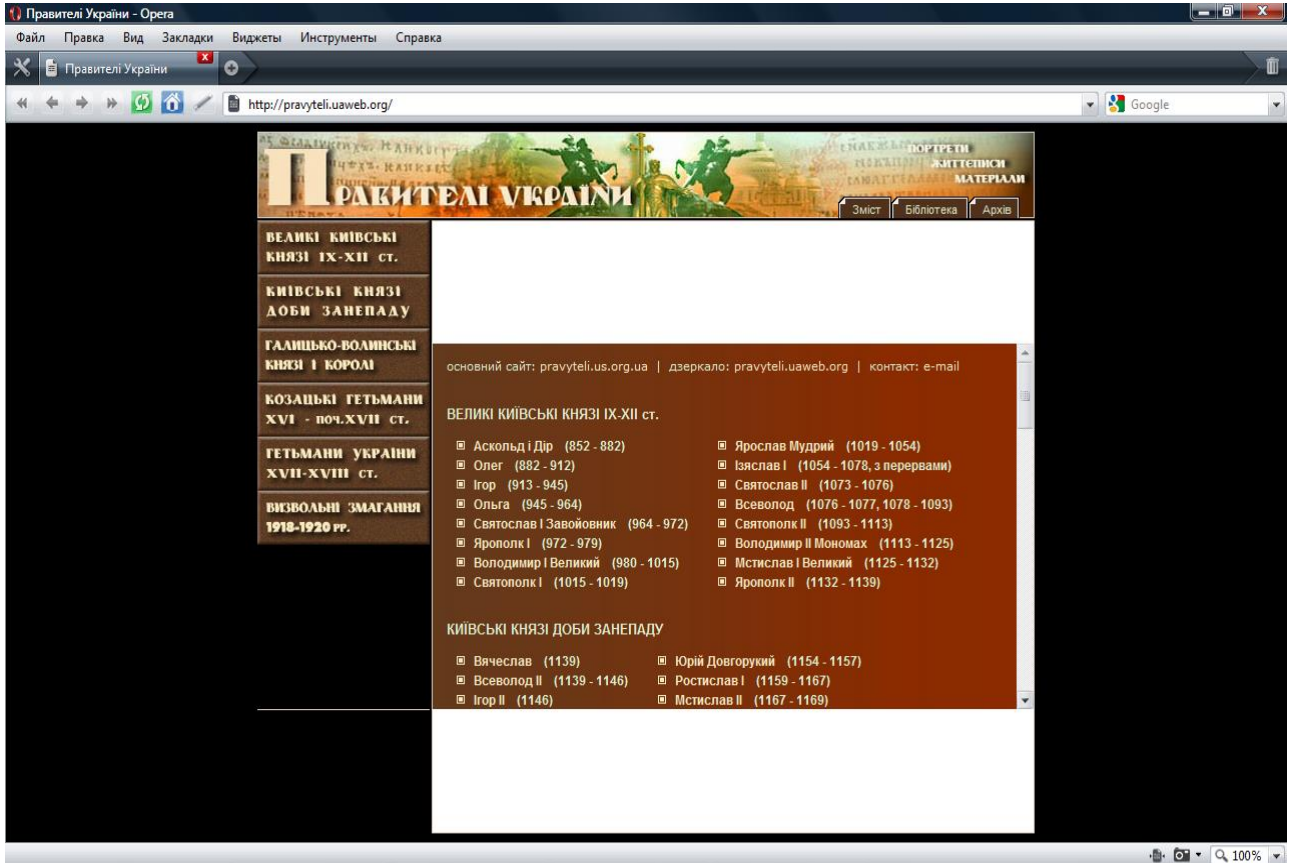 Правителі України - Opera
Файл Правка Вид Закладки Виджеты Инструменты Справка
Правителі України
http://pravyteli.uaweb.org/
Google
ПРАВИТЕЛІ УКРАЇНИ
ПОРТРЕТИ
ЖИТТЄПИСИ
МАТЕРІАЛИ
Зміст Бібліотека Архів
ВЕЛИКІ КИЇВСЬКІ
КНЯЗІ IX-XII ст.
КИЇВСЬКІ КНЯЗІ
ДОБИ ЗАНЕПАДУ
ГАЛИЦЬКО-ВОЛИНСЬКІ
КНЯЗІ І КОРОЛІ
КОЗАЦЬКІ ГЕТЬМАНИ
XVI - поч.XVII ст.
ГЕТЬМАНИ УКРАЇНИ
XVII-XVIII ст.
ВИЗВОЛЬНІ ЗМАГАННЯ
1918-1920 рр.
основний сайт: pravyteli.us.org.ua | дзеркало: pravyteli.uaweb.org | контакт: e-mail
ВЕЛИКІ КИЇВСЬКІ КНЯЗІ IX-XII ст.
Аскольд і Дір (852 - 882)
Олег (882 - 912)
Ігор (913 - 945)
Ольга (945 - 964)
Святослав І Завойовник (964 - 972)
Ярополк І (972 - 979)
Володимир І Великий (980 - 1015)
Святополк І (1015 - 1019)
Ярослав Мудрий (1019 - 1054)
Ізяслав І (1054 - 1078, з перервами)
Святослав ІІ (1073 - 1076)
Всеволод (1076 - 1077, 1078 - 1093)
Святополк ІІ (1093 - 1113)
Володимир ІІ Мономах (1113 - 1125)
Мстислав І Великий (1125 - 1132)
Ярополк ІІ (1132 - 1139)
КИЇВСЬКІ КНЯЗІ ДОБИ ЗАНЕПАДУ
Вячеслав (1139)
Всеволод ІІ (1139 - 1146)
Ігор ІІ (1146)
Юрій Довгорукий (1154 - 1157)
Ростислав І (1159 - 1167)
Мстислав ІІ (1167 - 1169)
100%